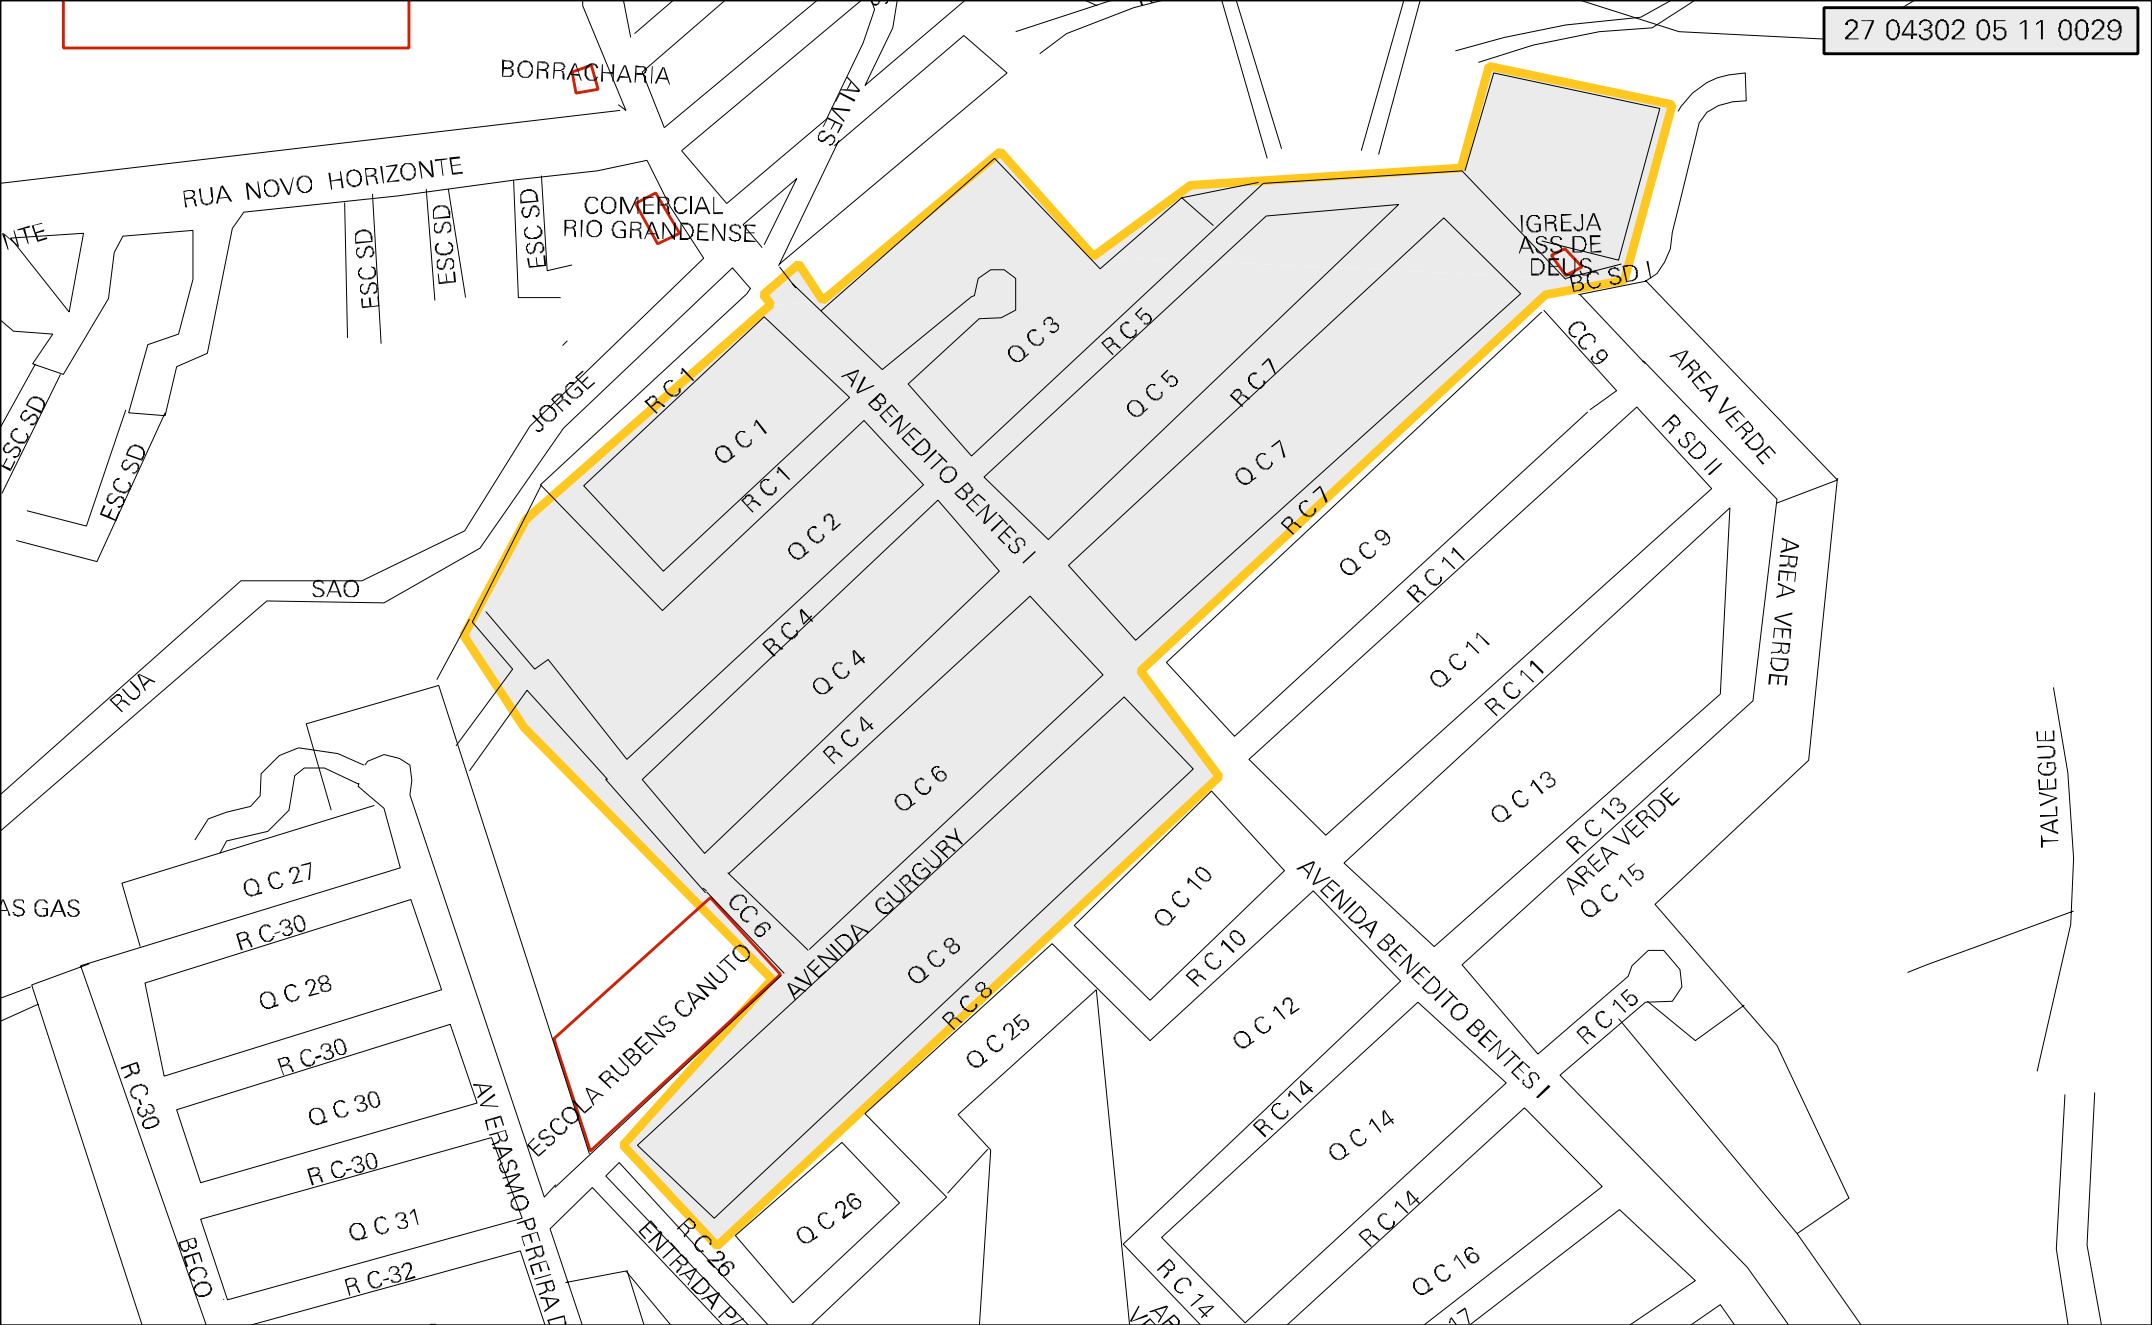 27 04302 05 11 0029
BORRACHARIA
ALVES
RUA NOVO HORIZONTE
COMERCIAL
RIO GRANDENSE
NTE
ESC SD
ESC SD
ESC SD
ESC SD
ESC SD
IGREJA
ASS DE
DEUS
BC SD I
CC 9
AREA VERDE
R SD II
AREA VERDE
JORGE
SAO
RUA
R C 1
Q C 1
R C 1
AV BENEDITO BENTES I
Q C 3
R C 5
Q C 5
R C 7
Q C 7
R C 7
Q C 2
R C 4
Q C 4
R C 4
Q C 6
Q C 9
R C 11
Q C 11
R C 11
Q C 13
R C 13
AREA VERDE
Q C 15
TALVEGUE
CC 6
AVENIDA GURGURY
Q C 8
R C 8
ESCOLA RUBENS CANUTO
Q C 10
R C 10
AVENIDA BENEDITO BENTES I
Q C 12
R C 15
Q C 25
R C 14
Q C 14
R C 14
Q C 16
R C 14
17
Q C 26
R C 26
ENTRADA P
AS GAS
Q C 27
R C-30
Q C 28
R C-30
R C-30
Q C 30
R C-30
Q C 31
R C-32
BECO
AV ERASMO PEREIRA D